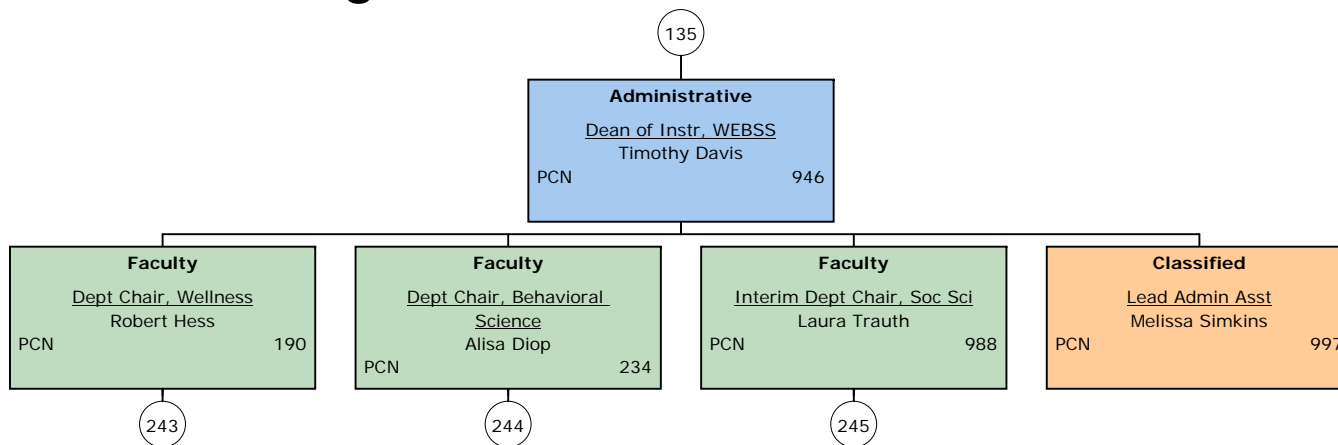 135
Administrative
Dean of Instr, WEBSS
Timothy Davis
PCN 946
Faculty
Dept Chair, Wellness
Robert Hess
PCN 190
Faculty
Dept Chair, Behavioral
Science
Alisa Diop
PCN 234
Faculty
Interim Dept Chair, Soc Sci
Laura Trauth
PCN 988
Classified
Lead Admin Asst
Melissa Simkins
PCN 997
243
244
245